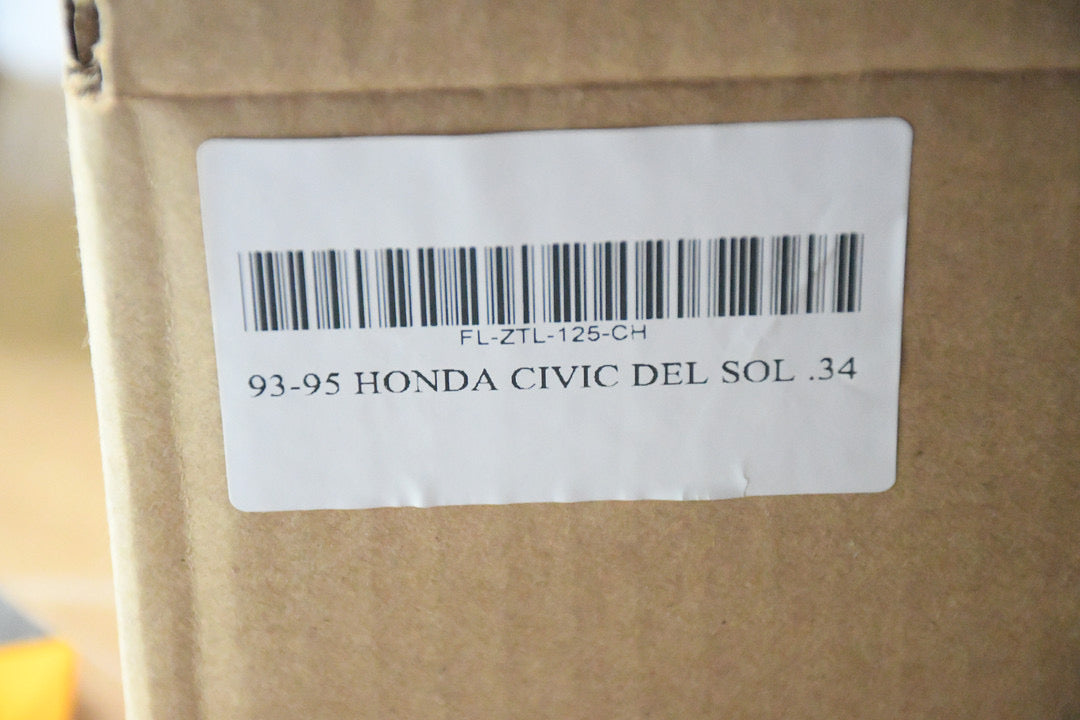 FL-ZTL-125-CH
93-95 HONDA CIVIC DEL SOL .34